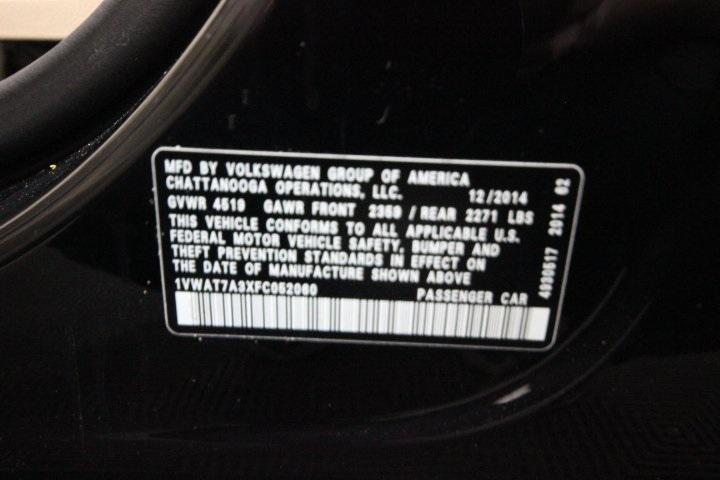 MFD BY VOLKSWAGEN GROUP OF AMERICA
CHATTANOOGA OPERATIONS, LLC. 12/2014
GVWR 4519 GAWR FRONT 2359 / REAR 2271 LBS
THIS VEHICLE CONFORMS TO ALL APPLICABLE U.S.
FEDERAL MOTOR VEHICLE SAFETY, BUMPER AND
THEFT PREVENTION STANDARDS IN EFFECT ON
THE DATE OF MANUFACTURE SHOWN ABOVE
1VWAT7A3XFC052060 PASSENGER CAR
4930617 2014 02